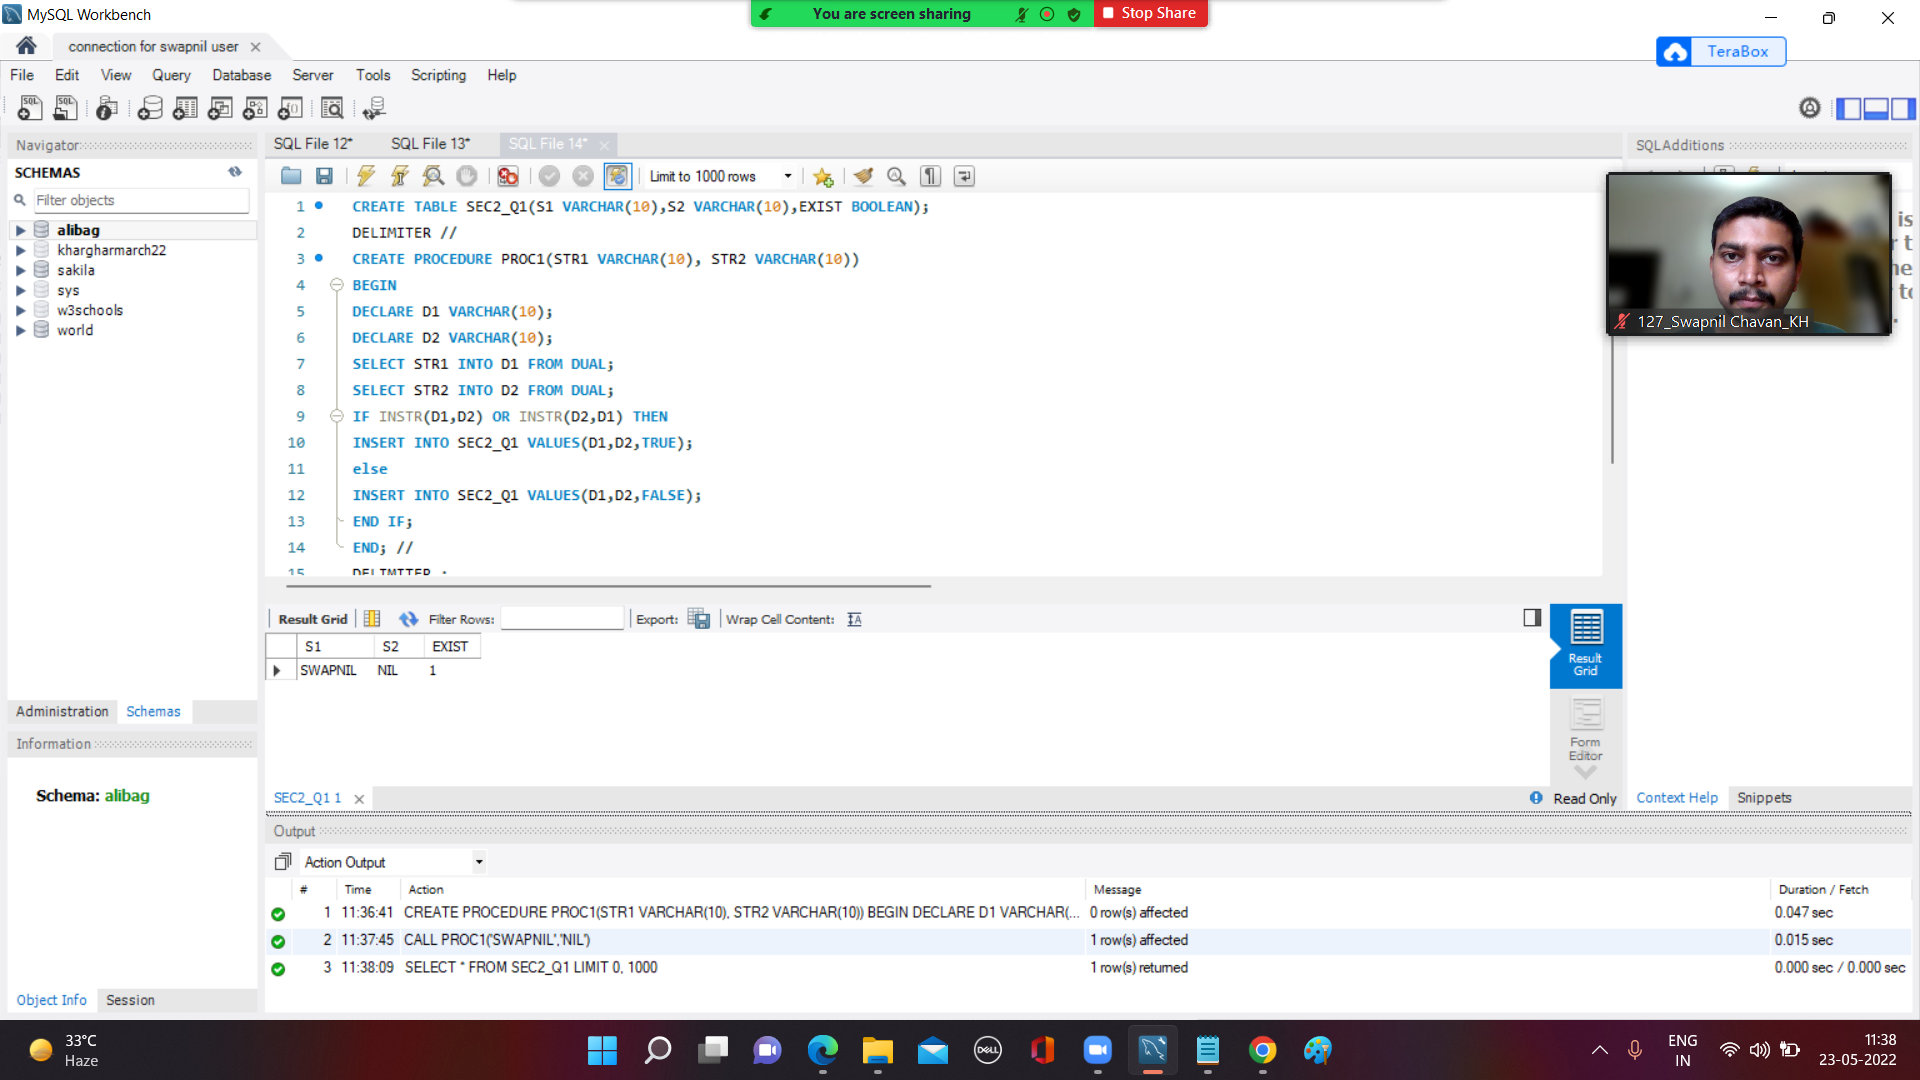 MySQL Workbench
You are screen sharing
Stop Share
connection for swapnil user
TeraBox
File Edit View Query Database Server Tools Scripting Help
Navigator
SQL File 12*
SQL File 13*
SQL File 14*
SQLAdditions
SCHEMAS
Filter objects
alibag
khargharmarch22
sakila
sys
w3schools
world
Limit to 1000 rows
1 CREATE TABLE SEC2_Q1(S1 VARCHAR(10),S2 VARCHAR(10),EXIST BOOLEAN);
2 DELIMITER //
3 CREATE PROCEDURE PROC1(STR1 VARCHAR(10), STR2 VARCHAR(10))
4 BEGIN
5 DECLARE D1 VARCHAR(10);
6 DECLARE D2 VARCHAR(10);
7 SELECT STR1 INTO D1 FROM DUAL;
8 SELECT STR2 INTO D2 FROM DUAL;
9 IF INSTR(D1,D2) OR INSTR(D2,D1) THEN
10 INSERT INTO SEC2_Q1 VALUES(D1,D2,TRUE);
11 else
12 INSERT INTO SEC2_Q1 VALUES(D1,D2,FALSE);
13 END IF;
14 END; //
15 DELIMITER ;
127_Swapnil Chavan_KH
Result Grid
Filter Rows:
Export:
Wrap Cell Content:
S1 S2 EXIST
SWAPNIL NIL 1
Result Grid
Form Editor
Administration Schemas
Information
Schema: alibag
SEC2_Q1 1
Read Only
Context Help
Snippets
Output
Action Output
# Time Action Message Duration / Fetch
1 11:36:41 CREATE PROCEDURE PROC1(STR1 VARCHAR(10), STR2 VARCHAR(10)) BEGIN DECLARE D1 VARCHAR(... 0 row(s) affected 0.047 sec
2 11:37:45 CALL PROC1('SWAPNIL','NIL') 1 row(s) affected 0.015 sec
3 11:38:09 SELECT * FROM SEC2_Q1 LIMIT 0, 1000 1 row(s) returned 0.000 sec / 0.000 sec
Object Info Session
33°C
Haze
DELL
ENG
IN
11:38
23-05-2022